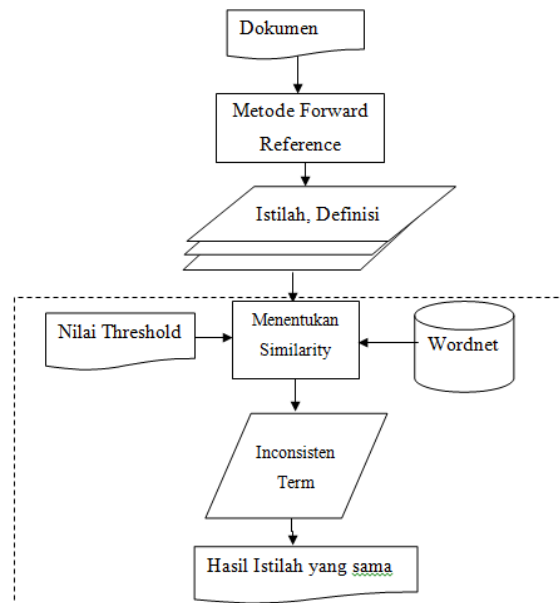 Dokumen
Metode Forward
Reference
Istilah, Definisi
Nilai Threshold
Menentukan
Similarity
Wordnet
Inconsisten
Term
Hasil Istilah yang sama